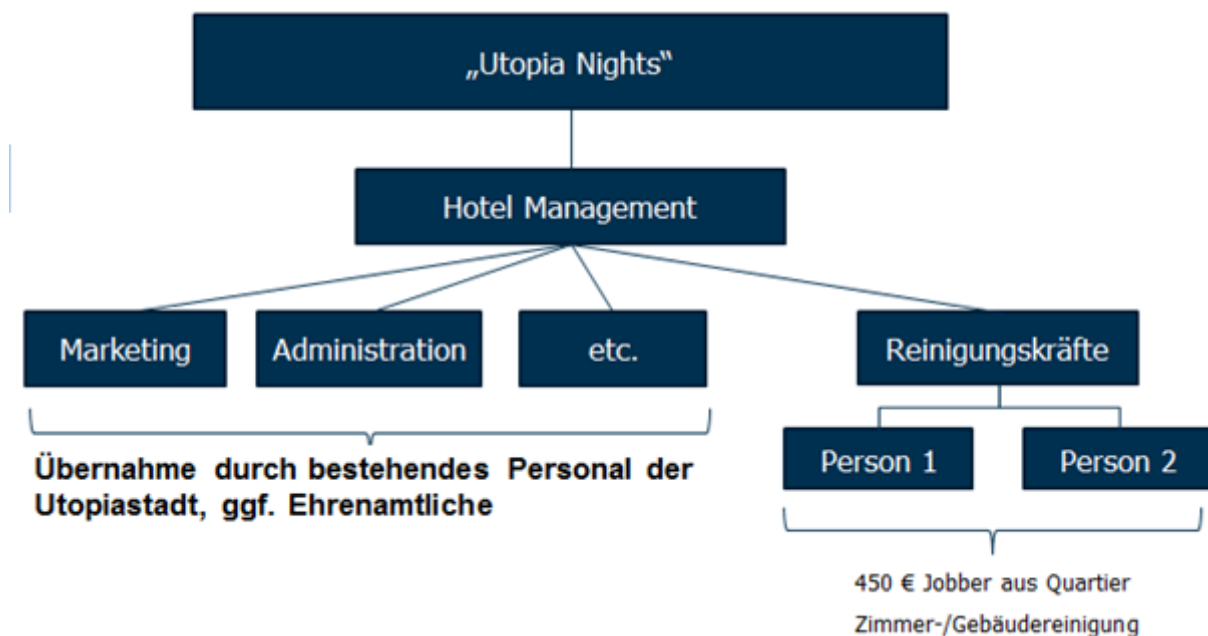 „Utopia Nights“
Hotel Management
Marketing
Administration
etc.
Reinigungskräfte
Person 1
Person 2
Übernahme durch bestehendes Personal der
Utopiastadt, ggf. Ehrenamtliche
450 € Jobber aus Quartier
Zimmer-/Gebäudereinigung